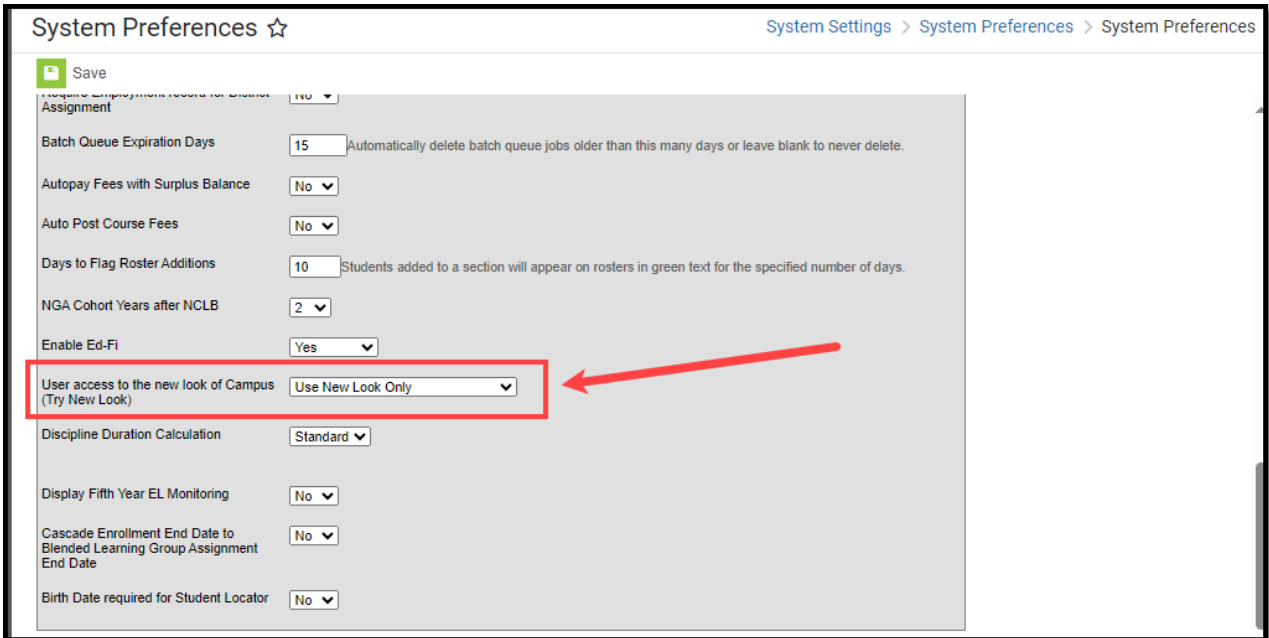 System Preferences
System Settings > System Preferences > System Preferences
Save
Require Employment record for District
Assignment
No
Batch Queue Expiration Days
15
Automatically delete batch queue jobs older than this many days or leave blank to never delete.
Autopay Fees with Surplus Balance
No
Auto Post Course Fees
No
Days to Flag Roster Additions
10
Students added to a section will appear on rosters in green text for the specified number of days.
NGA Cohort Years after NCLB
2
Enable Ed-Fi
Yes
User access to the new look of Campus
(Try New Look)
Use New Look Only
Discipline Duration Calculation
Standard
Display Fifth Year EL Monitoring
No
Cascade Enrollment End Date to
Blended Learning Group Assignment
End Date
No
Birth Date required for Student Locator
No